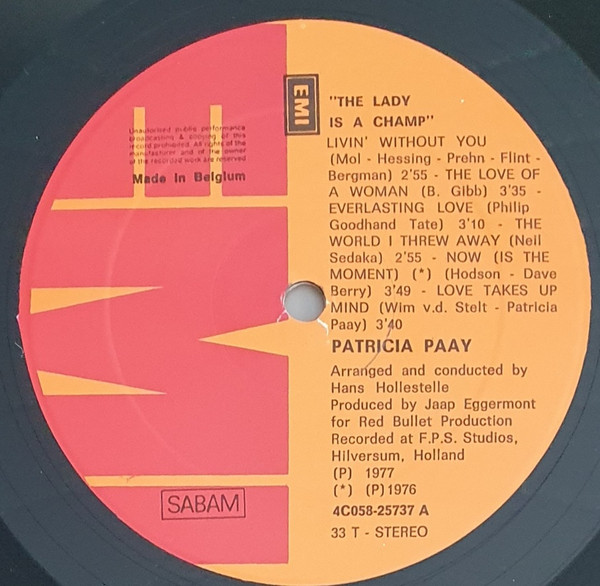 EMI
"THE LADY
IS A CHAMP"
LIVIN' WITHOUT YOU
(Mol - Hessing - Prehn - Flint -
Bergman) 2'55 - THE LOVE OF
A WOMAN (B. Gibb) 3'35 -
EVERLASTING LOVE (Philip
Goodhand Tate) 3'10 - THE
WORLD I THREW AWAY (Neil
Sedaka) 2'55 - NOW (IS THE
MOMENT) (*) (Hodson - Dave
Berry) 3'49 - LOVE TAKES UP
MIND (Wim v.d. Stelt - Patricia
Paay) 3'40
PATRICIA PAAY
Arranged and conducted by
Hans Hollestelle
Produced by Jaap Eggermont
for Red Bullet Production
Recorded at F.P.S. Studios,
Hilversum, Holland
(P) 1977
(*) (P) 1976
4C058-25737 A
33 T - STEREO
Unauthorised public performance
broadcasting & copying of this
record prohibited. All rights of the
manufacturer and of the owner
of the recorded work are reserved
Made in Belgium
SABAM